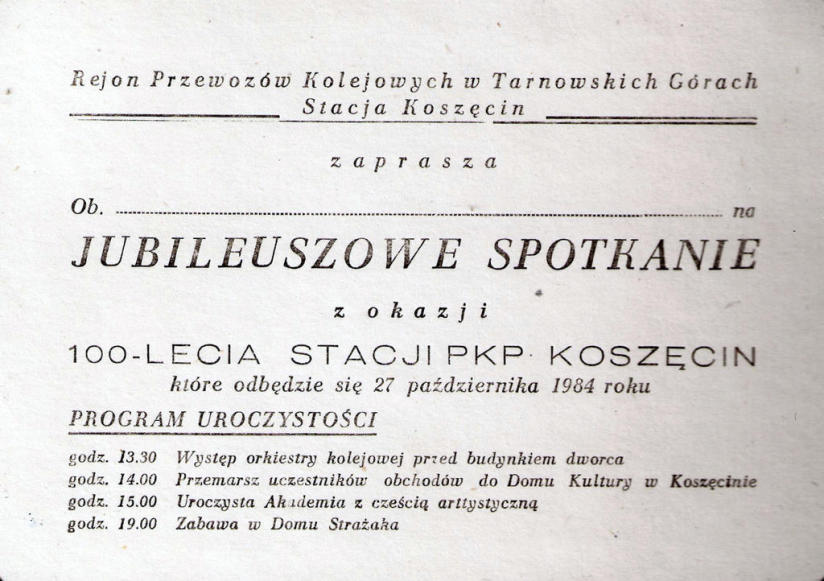 Rejon Przewozów Kolejowych w Tarnowskich Górach
Stacja Koszęcin
zaprasza
Ob. ................................................ na
JUBILEUSZOWE SPOTKANIE
z okazji
100-LECIA STACJI PKP KOSZĘCIN
które odbędzie się 27 października 1984 roku
PROGRAM UROCZYSTOŚCI
godz. 13.30 Występ orkiestry kolejowej przed budynkiem dworca
godz. 14.00 Przemarsz uczestników obchodów do Domu Kultury w Koszęcinie
godz. 15.00 Uroczysta Akademia z cześcią arttystyczną
godz. 19.00 Zabawa w Domu Strażaka